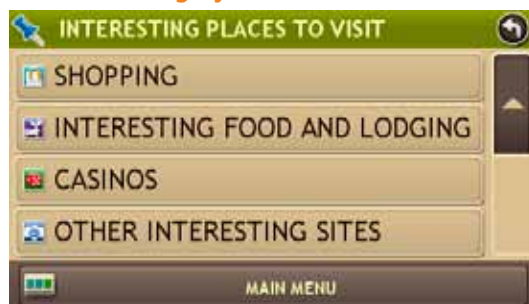 INTERESTING PLACES TO VISIT
SHOPPING
INTERESTING FOOD AND LODGING
CASINOS
OTHER INTERESTING SITES
MAIN MENU